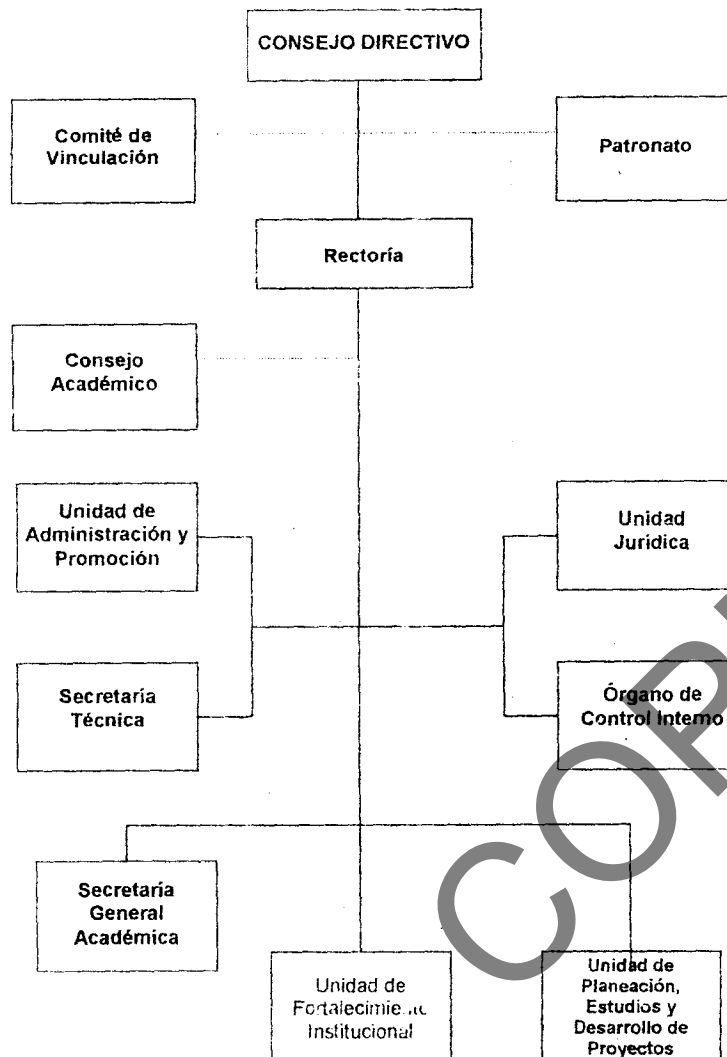 CONSEJO DIRECTIVO
Comité de
Vinculación
Patronato
Rectoría
Consejo
Académico
Unidad de
Administración y
Promoción
Unidad
Jurídica
Secretaría
Técnica
Órgano de
Control Interno
Secretaría
General
Académica
Unidad de
Fortalecimiento
Institucional
Unidad de
Planeación,
Estudios y
Desarrollo de
Proyectos